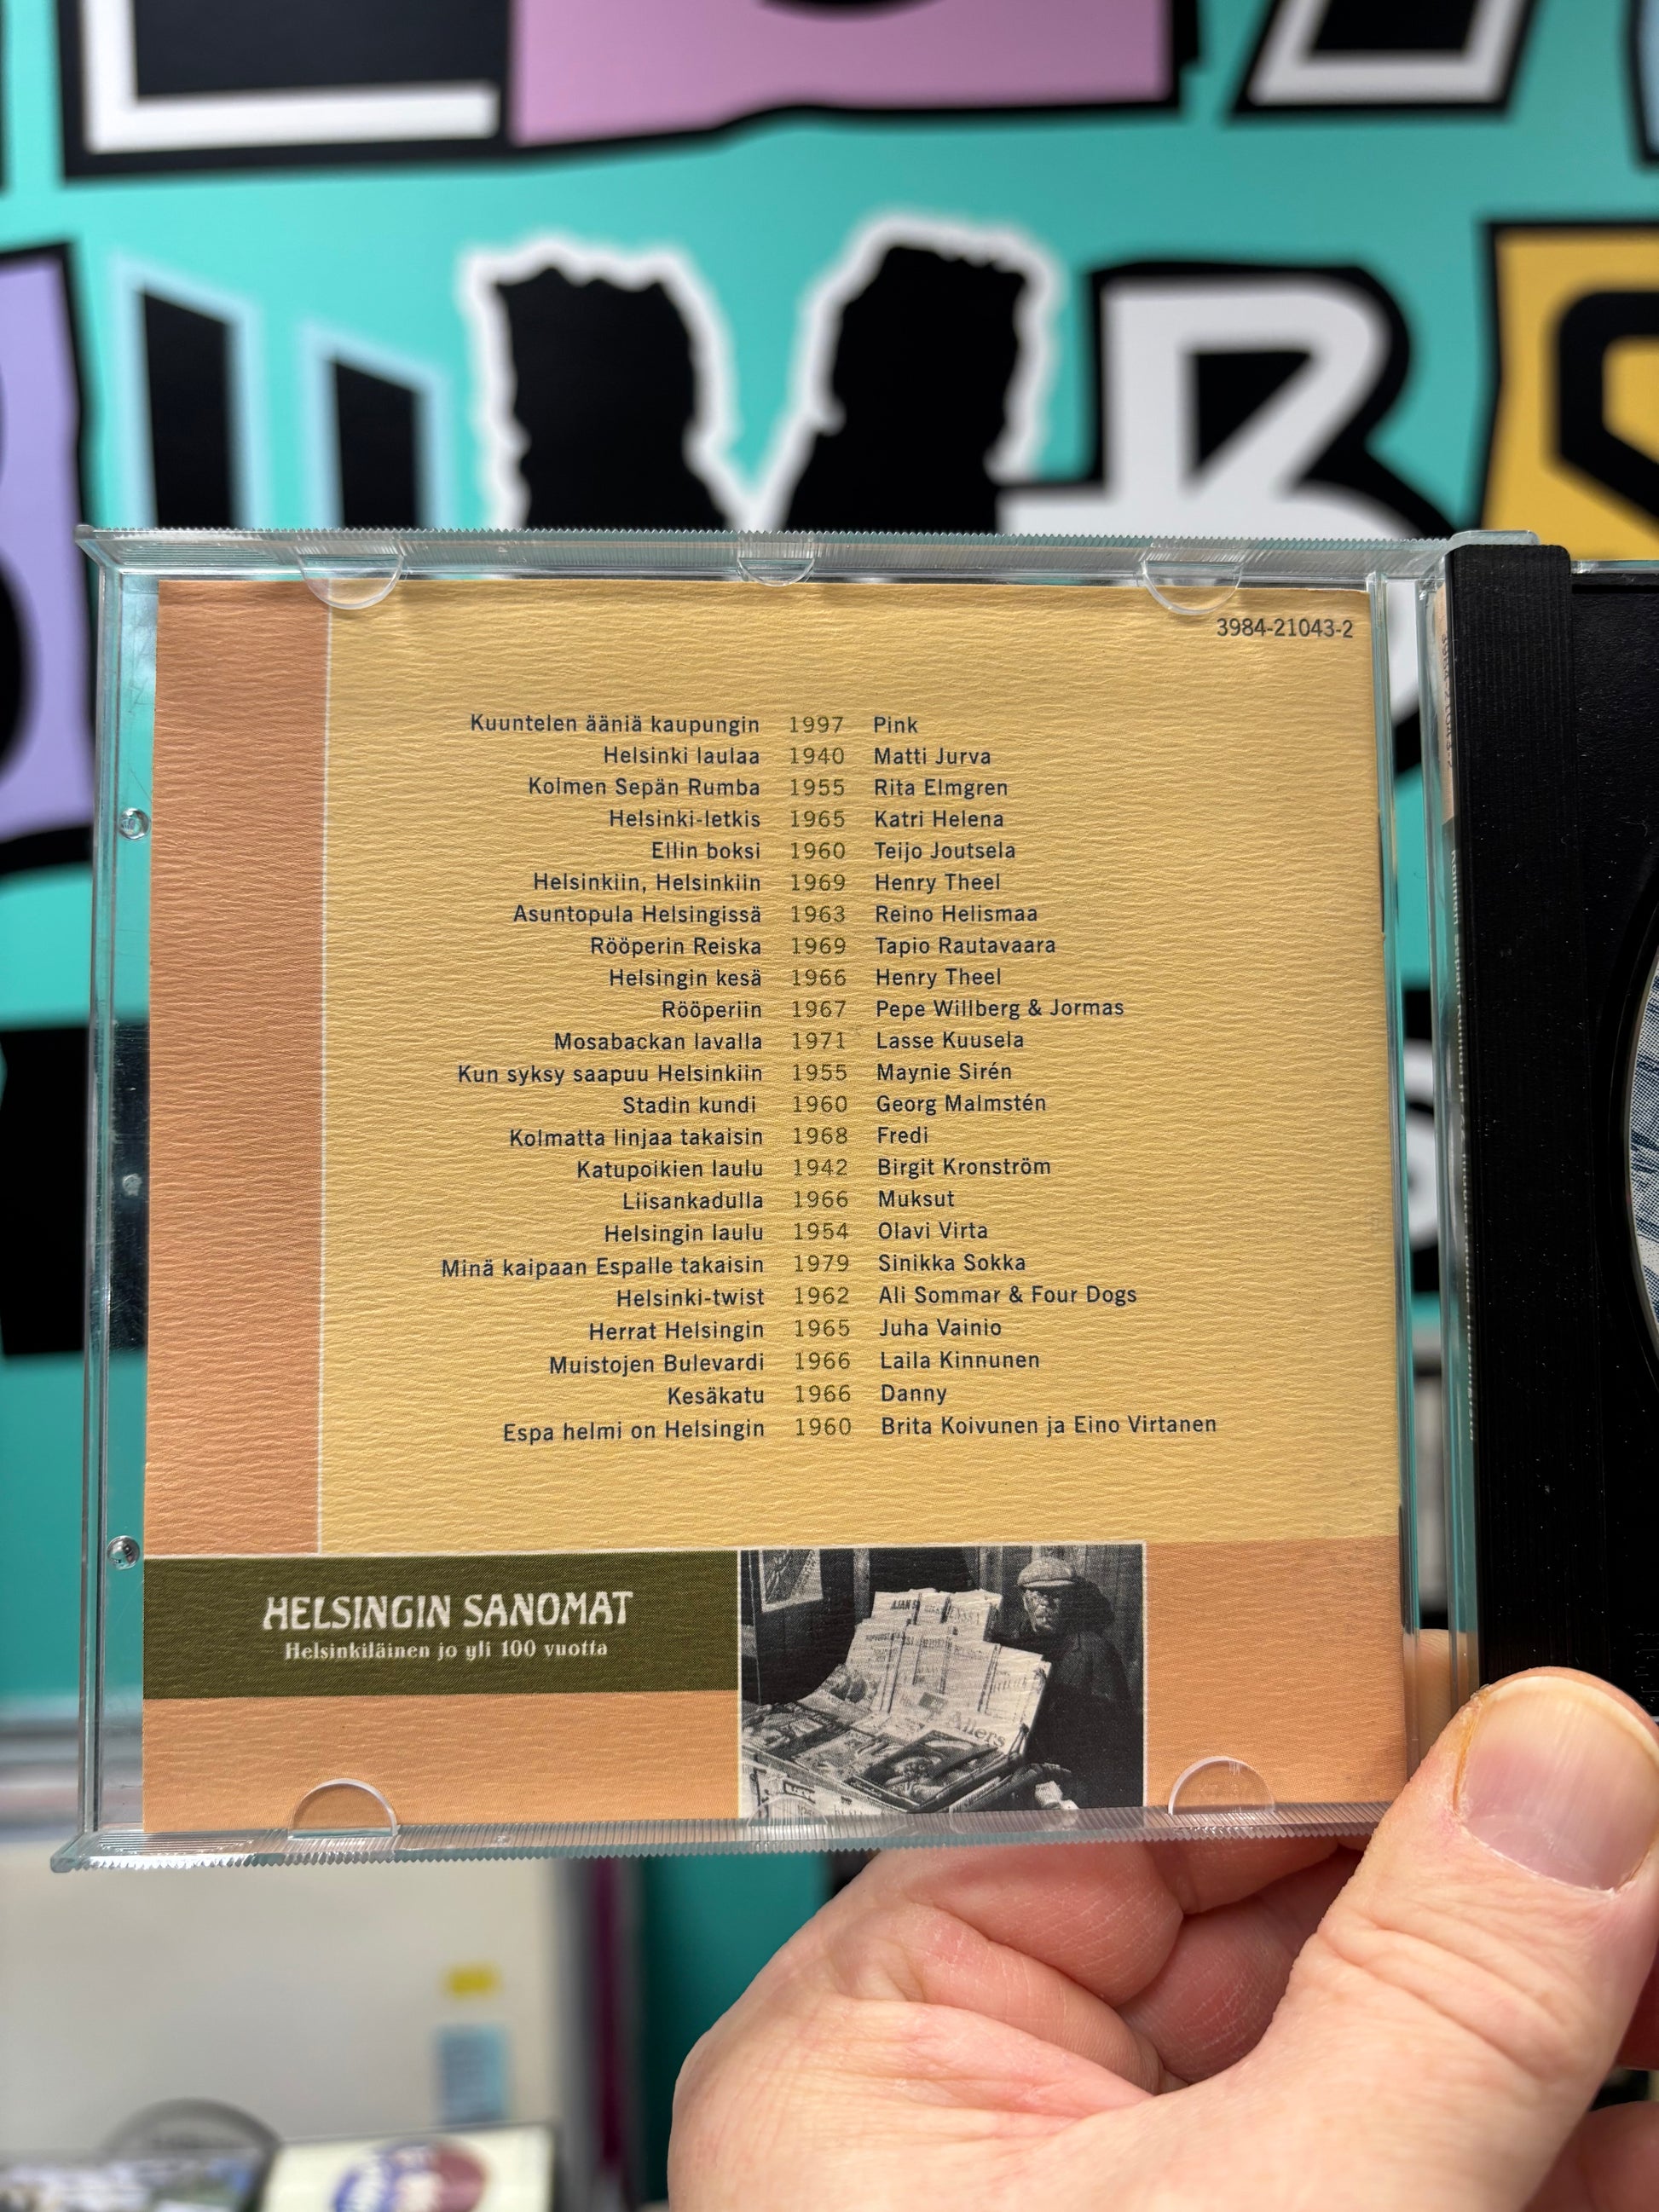 3984-21043-2
Kuuntelen ääniä kaupungin 1997 Pink
Helsinki laulaa 1940 Matti Jurva
Kolmen Sepän Rumba 1955 Rita Elmgren
Helsinki-letkis 1965 Katri Helena
Ellin boksi 1960 Teijo Joutsela
Helsinkiin, Helsinkiin 1969 Henry Theel
Asuntopula Helsingissä 1963 Reino Helismaa
Rööperin Reiska 1969 Tapio Rautavaara
Helsingin kesä 1966 Henry Theel
Rööperiin 1967 Pepe Willberg & Jormas
Mosabackan lavalla 1971 Lasse Kuusela
Kun syksy saapuu Helsinkiin 1955 Maynie Sirén
Stadin kundi 1960 Georg Malmstén
Kolmatta linjaa takaisin 1968 Fredi
Katupoikien laulu 1942 Birgit Kronström
Liisankadulla 1966 Muksut
Helsingin laulu 1954 Olavi Virta
Minä kaipaan Espalle takaisin 1979 Sinikka Sokka
Helsinki-twist 1962 Ali Sommar & Four Dogs
Herrat Helsingin 1965 Juha Vainio
Muistojen Bulevardi 1966 Laila Kinnunen
Kesäkatu 1966 Danny
Espa helmi on Helsingin 1960 Brita Koivunen ja Eino Virtanen
HELSINGIN SANOMAT
Helsinkiläinen jo yli 100 vuotta
Allers